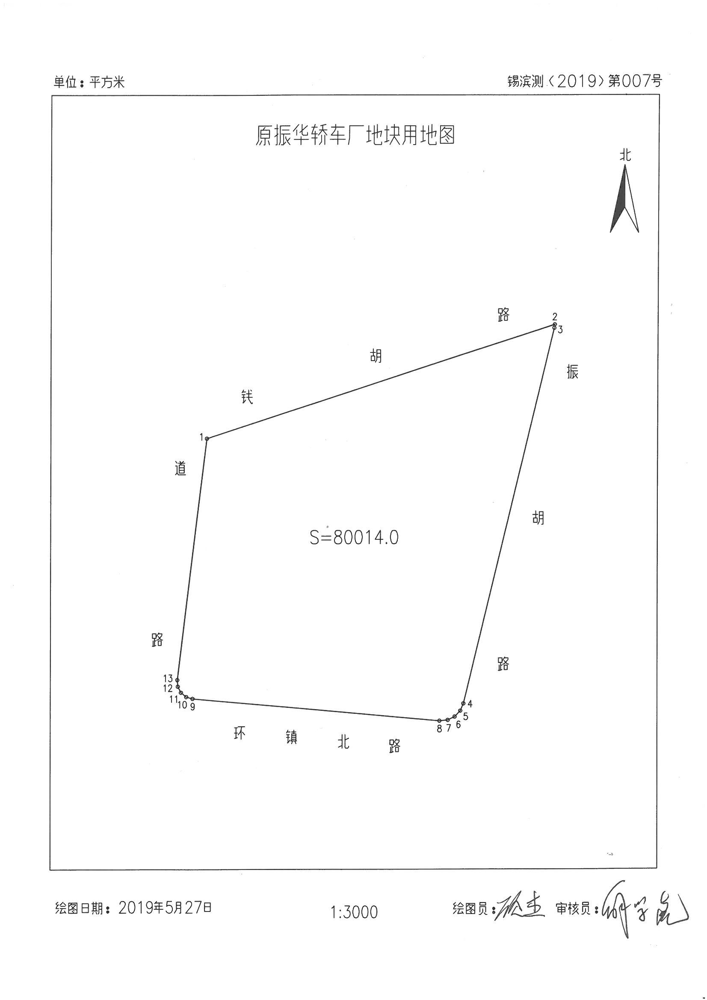 单位：平方米
锡滨测〈2019〉第007号
原振华轿车厂地块用地图
北
钱胡路
振胡路
道路
环镇北路
1
2
3
4
5
6
7
8
9
10
11
12
13
S=80014.0
绘图日期：2019年5月27日
1:3000
绘图员：
审核员：